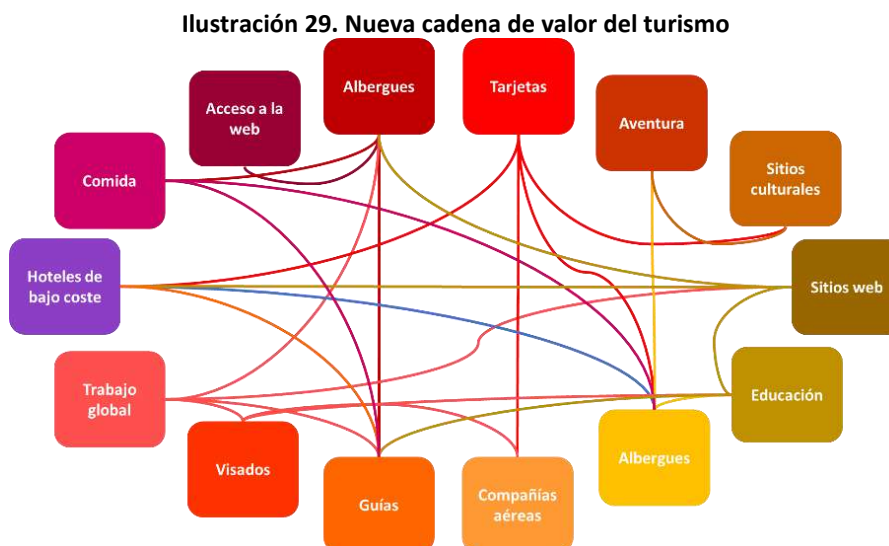 Ilustración 29. Nueva cadena de valor del turismo
Albergues
Tarjetas
Acceso a la
web
Aventura
Comida
Sitios
culturales
Hoteles de
bajo coste
Sitios web
Trabajo
global
Educación
Visados
Guías
Compañías
aéreas
Albergues